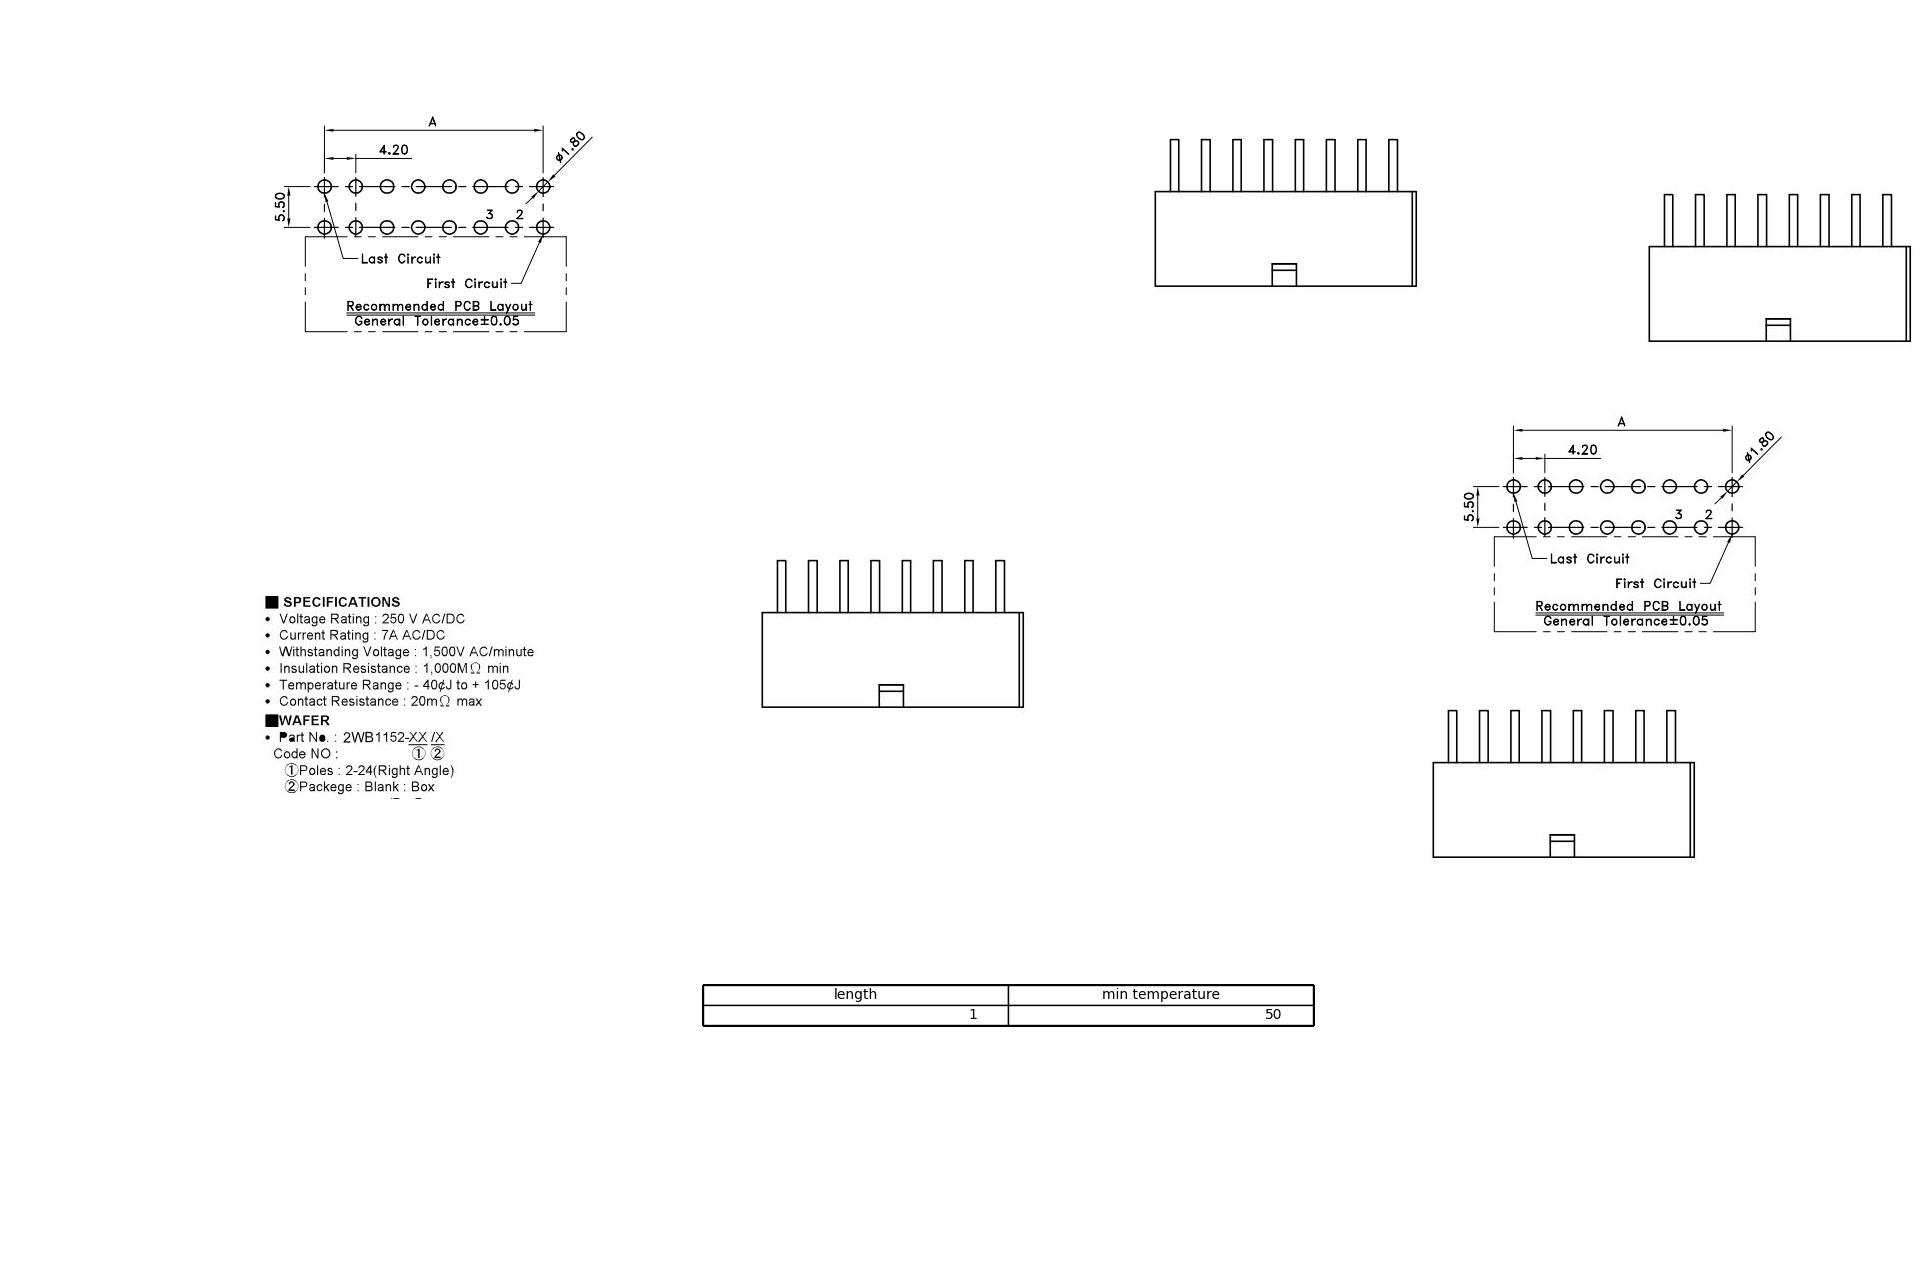 A
4.20
ø1.80
5.50
3 2
Last Circuit
First Circuit
Recommended PCB Layout
General Tolerance±0.05
A
4.20
ø1.80
5.50
3 2
Last Circuit
First Circuit
Recommended PCB Layout
General Tolerance±0.05
■ SPECIFICATIONS
• Voltage Rating : 250 V AC/DC
• Current Rating : 7A AC/DC
• Withstanding Voltage : 1,500V AC/minute
• Insulation Resistance : 1,000MΩ min
• Temperature Range : - 40¢J to + 105¢J
• Contact Resistance : 20mΩ max
■WAFER
• Part No. : 2WB1152-XX /X
Code NO : ① ②
①Poles : 2-24(Right Angle)
②Packege : Blank : Box
length min temperature
1 50